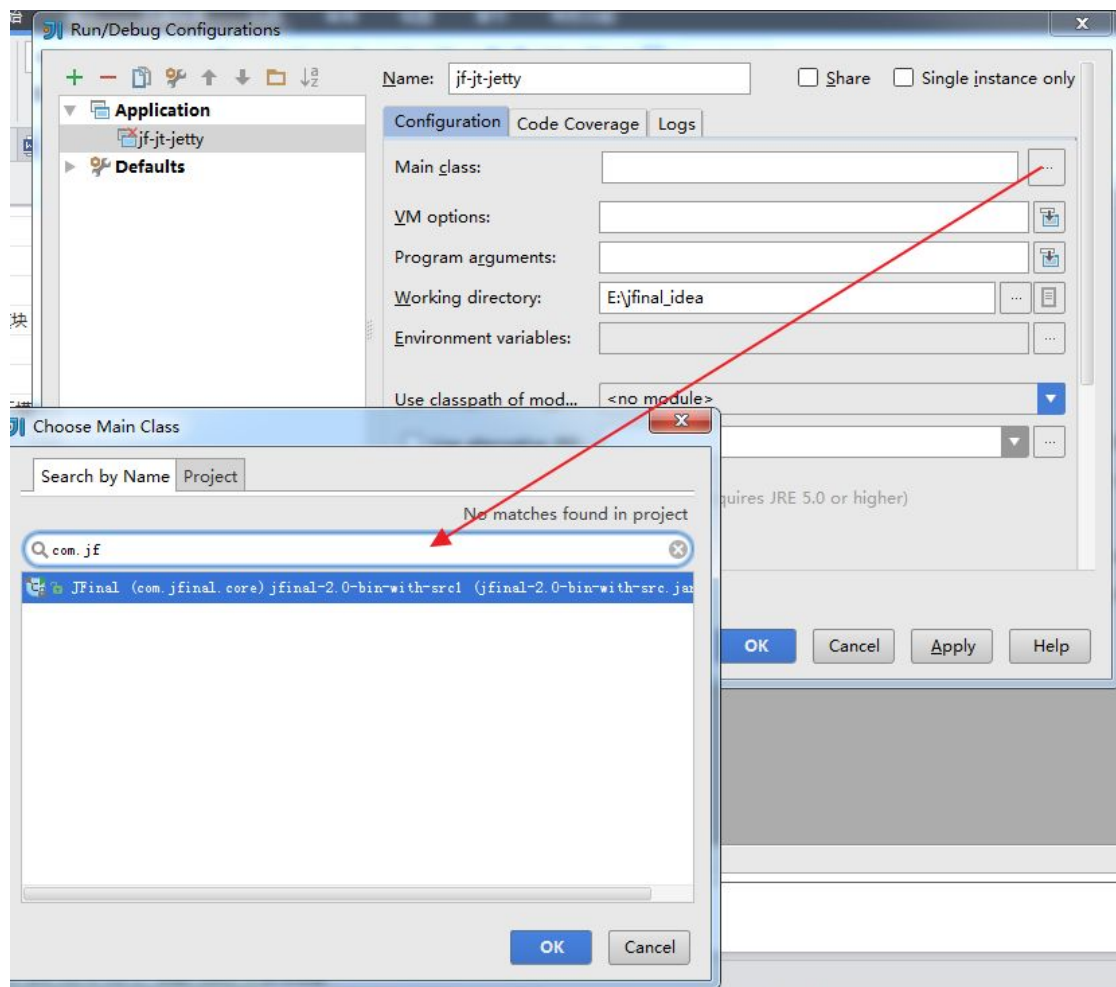 Run/Debug Configurations
Name: jf-jt-jetty
Share
Single instance only
Application
jf-jt-jetty
Defaults
Configuration
Code Coverage
Logs
Main class:
...
VM options:
Program arguments:
Working directory:
E:\jfinal_idea
...
Environment variables:
...
块
Use classpath of mod...
<no module>
...
quires JRE 5.0 or higher)
OK
Cancel
Apply
Help
Choose Main Class
Search by Name
Project
No matches found in project
com.jf
JFinal (com.jfinal.core) jfinal-2.0-bin-with-src1 (jfinal-2.0-bin-with-src.jar
OK
Cancel